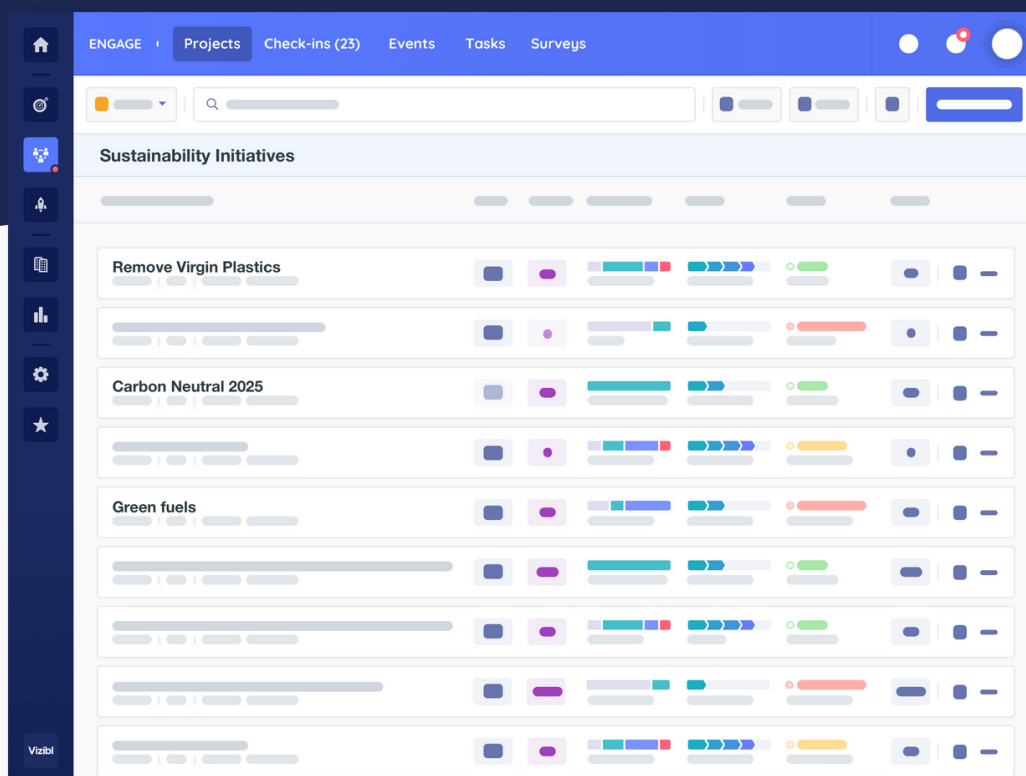 ENGAGE Projects Check-ins (23) Events Tasks Surveys
Sustainability Initiatives
Remove Virgin Plastics
Carbon Neutral 2025
Green fuels
Vizibl